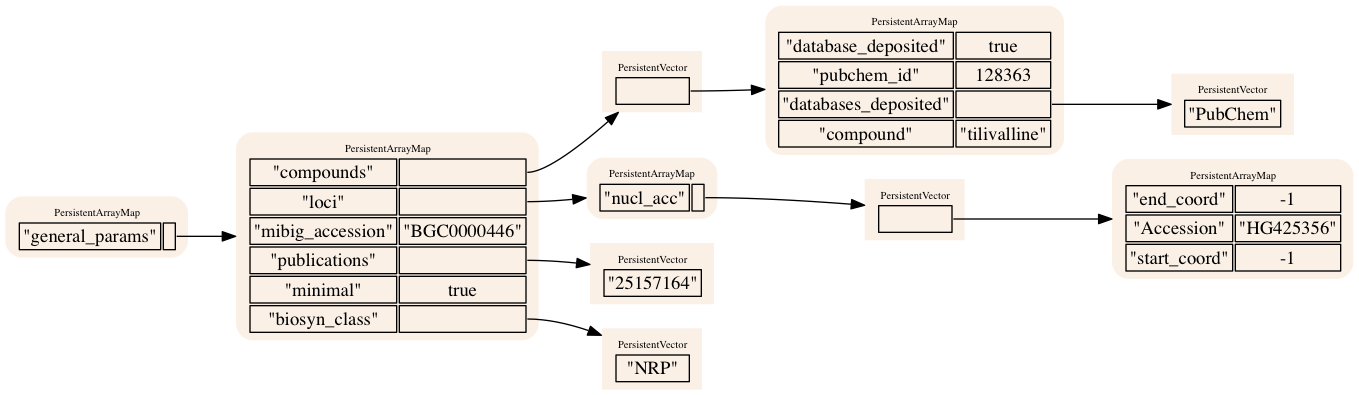 PersistentArrayMap
"general_params"
PersistentArrayMap
"compounds"
"loci"
"mibig_accession" "BGC0000446"
"publications"
"minimal" true
"biosyn_class"
PersistentVector
PersistentArrayMap
"database_deposited" true
"pubchem_id" 128363
"databases_deposited"
"compound" "tilivalline"
PersistentVector
"PubChem"
PersistentArrayMap
"nucl_acc"
PersistentVector
PersistentArrayMap
"end_coord" -1
"Accession" "HG425356"
"start_coord" -1
PersistentVector
"25157164"
PersistentVector
"NRP"